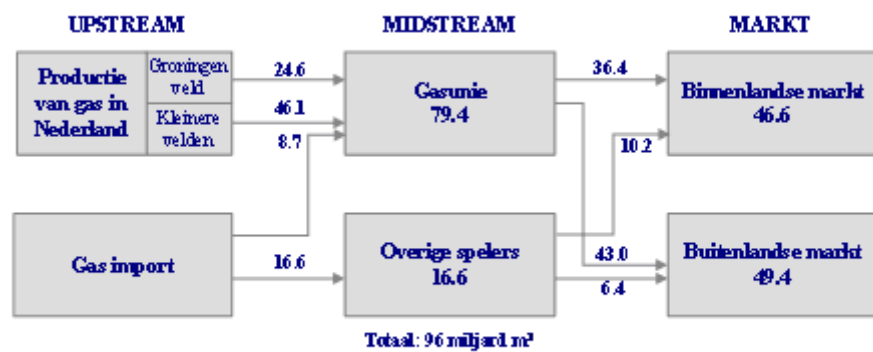 UPSTREAM
MIDSTREAM
MARKT
Productie
van gas in
Nederland
Groningen
veld
Kleinere
velden
24.6
46.1
8.7
Gasunie
79.4
36.4
Binnenlandse markt
46.6
10.2
Gas import
16.6
Overige spelers
16.6
43.0
6.4
Buitenlandse markt
49.4
Totaal: 96 miljard m³